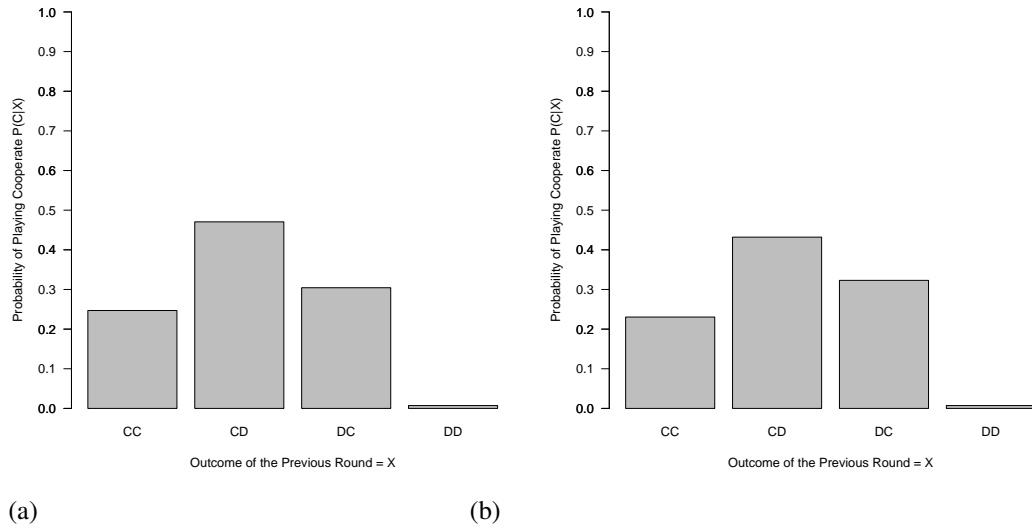 Probability of Playing Cooperate P(C|X)
1.0
0.9
0.8
0.7
0.6
0.5
0.4
0.3
0.2
0.1
0.0
CC CD DC DD
Outcome of the Previous Round = X
(a)
Probability of Playing Cooperate P(C|X)
1.0
0.9
0.8
0.7
0.6
0.5
0.4
0.3
0.2
0.1
0.0
CC CD DC DD
Outcome of the Previous Round = X
(b)